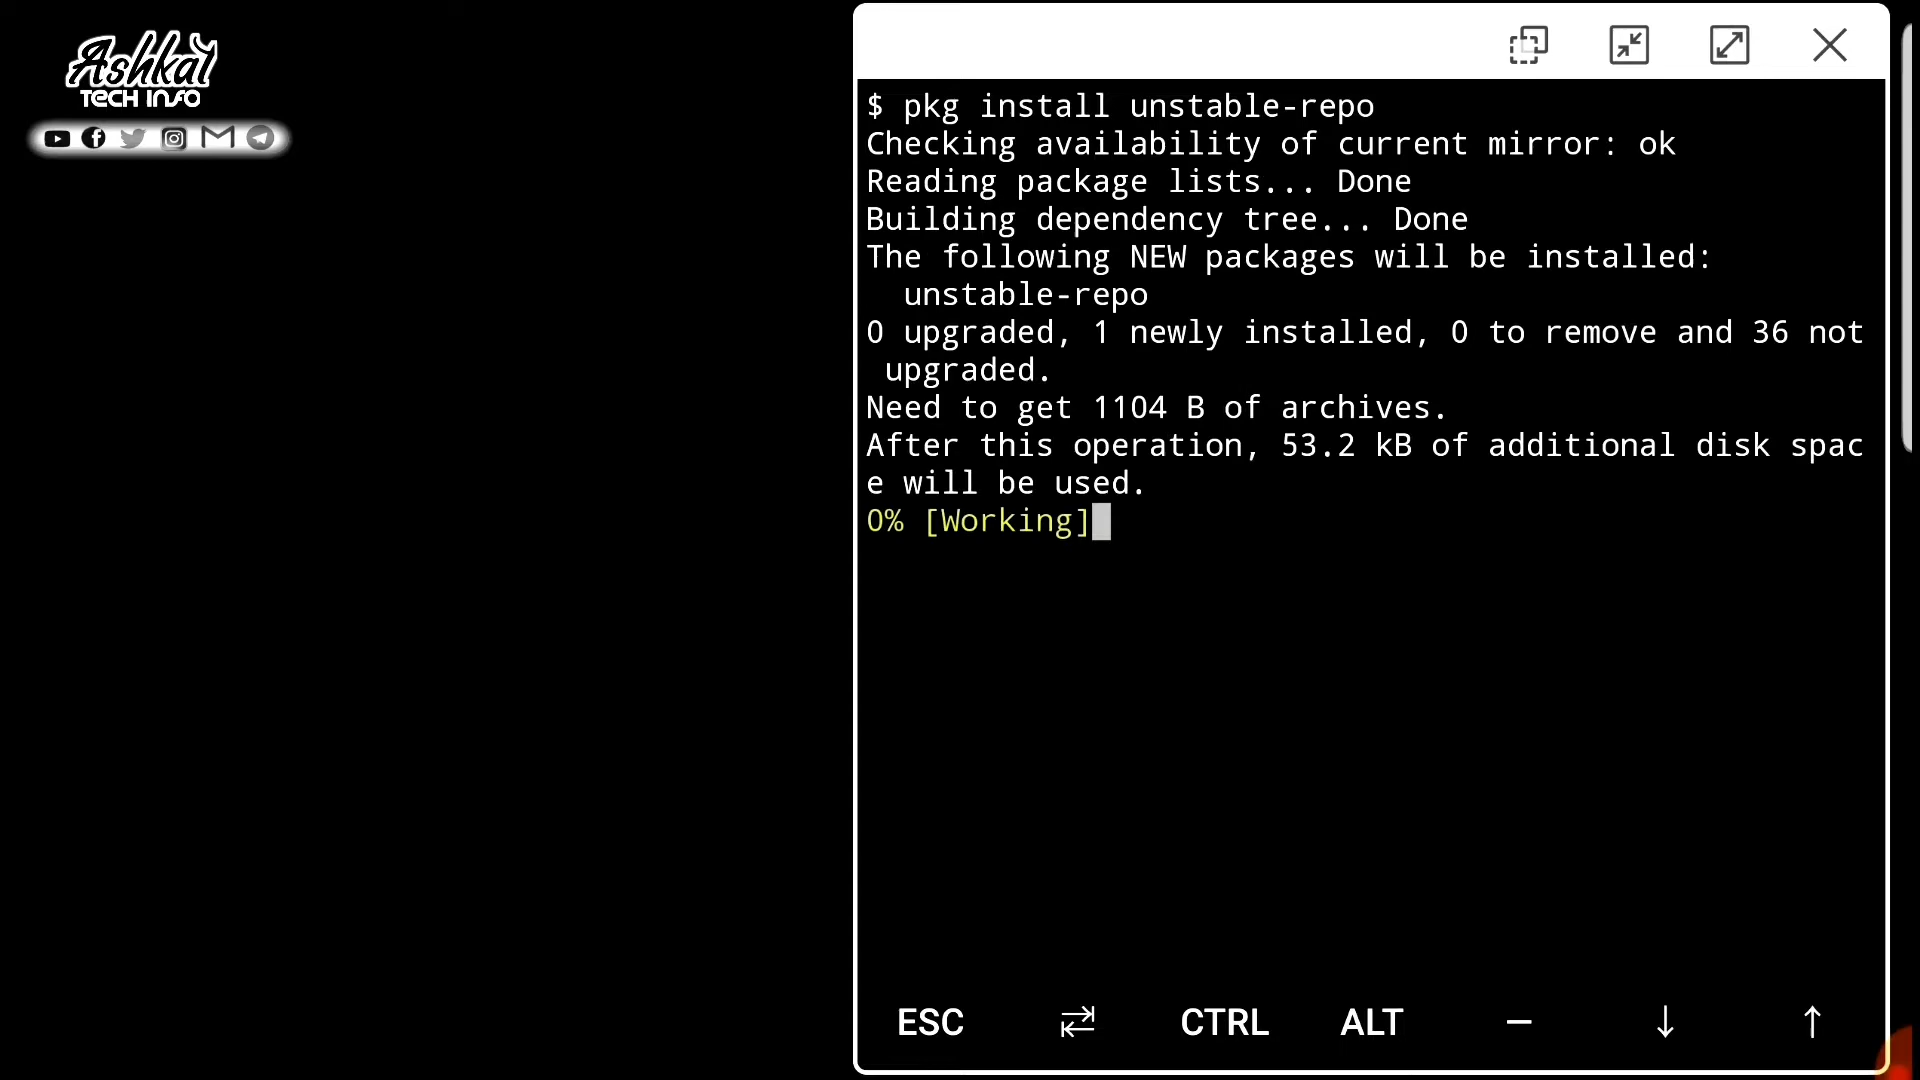 Ashkal
TECH INFO
$ pkg install unstable-repo
Checking availability of current mirror: ok
Reading package lists... Done
Building dependency tree... Done
The following NEW packages will be installed:
  unstable-repo
0 upgraded, 1 newly installed, 0 to remove and 36 not
 upgraded.
Need to get 1104 B of archives.
After this operation, 53.2 kB of additional disk spac
e will be used.
0% [Working]
ESC ⇄ CTRL ALT — ↓ ↑